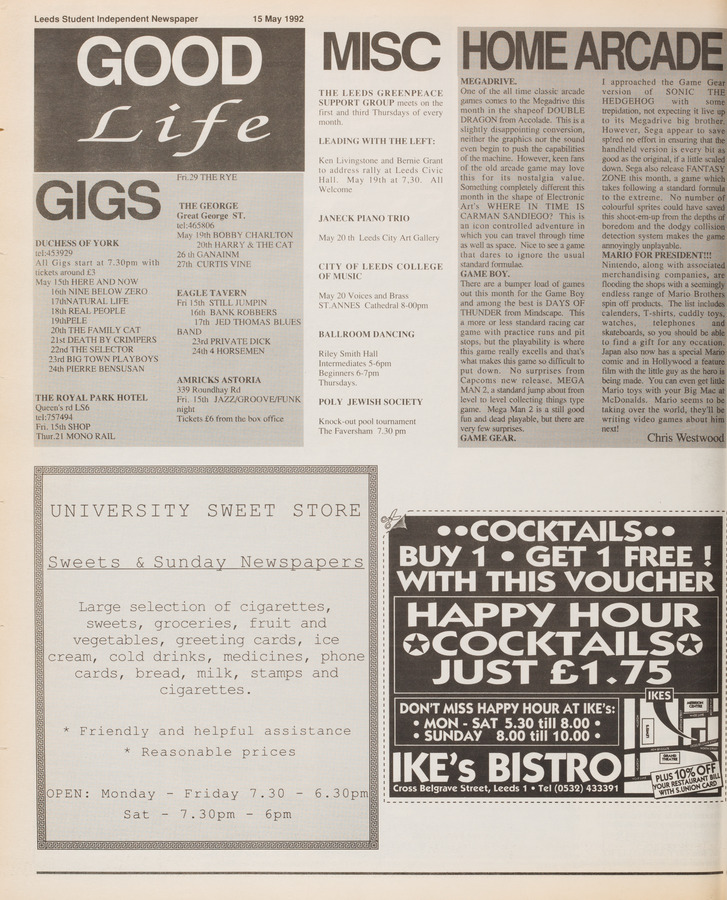 Leeds Student Independent Newspaper 15 May 1992
GOOD
Life
GIGS
DUCHESS OF YORK
tel:453929
All Gigs start at 7.30pm with
tickets around £3
May 15th HERE AND NOW
16th NINE BELOW ZERO
17thNATURAL LIFE
18th REAL PEOPLE
19thPELE
20th THE FAMILY CAT
21st DEATH BY CRIMPERS
22nd THE SELECTOR
23rd BIG TOWN PLAYBOYS
24th PIERRE BENSUSAN
THE ROYAL PARK HOTEL
Queen's rd LS6
tel:757494
Fri. 15th SHOP
Thur.21 MONO RAIL
Fri.29 THE RYE
THE GEORGE
Great George ST.
tel:465806
May 19th BOBBY CHARLTON
20th HARRY & THE CAT
26 th GANAINM
27th CURTIS VINE
EAGLE TAVERN
Fri 15th STILL JUMPIN
16th BANK ROBBERS
17th JED THOMAS BLUES
BAND
23rd PRIVATE DICK
24th 4 HORSEMEN
AMRICKS ASTORIA
339 Roundhay Rd
Fri. 15th JAZZ/GROOVE/FUNK
night
Tickets £6 from the box office
MISC
THE LEEDS GREENPEACE
SUPPORT GROUP meets on the
first and third Thursdays of every
month.
LEADING WITH THE LEFT:
Ken Livingstone and Bernie Grant
to address rally at Leeds Civic
Hall. May 19th at 7.30. All
Welcome
JANECK PIANO TRIO
May 20 th Leeds City Art Gallery
CITY OF LEEDS COLLEGE
OF MUSIC
May 20 Voices and Brass
ST.ANNES Cathedral 8-00pm
BALLROOM DANCING
Riley Smith Hall
Intermediates 5-6pm
Beginners 6-7pm
Thursdays.
POLY JEWISH SOCIETY
Knock-out pool tournament
The Faversham 7.30 pm
HOME ARCADE
MEGADRIVE.
One of the all time classic arcade
games comes to the Megadrive this
month in the shapeof DOUBLE
DRAGON from Accolade. This is a
slightly disappointing conversion,
neither the graphics nor the sound
even begin to push the capabilities
of the machine. However, keen fans
of the old arcade game may love
this for its nostalgia value.
Something completely different this
month in the shape of Electronic
Art's WHERE IN TIME IS
CARMAN SANDIEGO? This is
an icon controlled adventure in
which you can travel through time
as well as space. Nice to see a game
that dares to ignore the usual
standard formulae.
GAME BOY.
There are a bumper load of games
out this month for the Game Boy
and among the best is DAYS OF
THUNDER from Mindscape. This
a more or less standard racing car
game with practice runs and pit
stops, but the playability is where
this game really excells and that's
what makes this game so difficult to
put down. No surprises from
Capcoms new release, MEGA
MAN 2, a standard jump about from
level to level collecting things type
game. Mega Man 2 is a still good
fun and dead playable, but there are
very few surprises.
GAME GEAR.
I approached the Game Gear
version of SONIC THE
HEDGEHOG with some
trepidation, not expecting it live up
to its Megadrive big brother.
However, Sega appear to save
spired no effort in ensuring that the
handheld version is every bit as
good as the original, if a little scaled
down. Sega also release FANTASY
ZONE this month, a game which
takes following a standard formula
to the extreme. No number of
colourful sprites could have saved
this shoot-em-up from the depths of
boredom and the dodgy collision
detection system makes the game
annoyingly unplayable.
MARIO FOR PRESIDENT!!!
Nintendo, along with associated
merchandising companies, are
flooding the shops with a seemingly
endless range of Mario Brothers
spin off products. The list includes
calenders, T-shirts, cuddly toys,
watches, telephones and
skateboards, so you should be able
to find a gift for any occasion.
Japan also now has a special Mario
comic and in Hollywood a feature
film with the little guy as the hero is
being made. You can even get little
Mario toys with your Big Mac at
McDonalds. Mario seems to be
taking over the world, they'll be
writing video games about him
next!
Chris Westwood
UNIVERSITY SWEET STORE
Sweets & Sunday Newspapers
Large selection of cigarettes,
sweets, groceries, fruit and
vegetables, greeting cards, ice
cream, cold drinks, medicines, phone
cards, bread, milk, stamps and
cigarettes.
* Friendly and helpful assistance
* Reasonable prices
OPEN: Monday - Friday 7.30 - 6.30pm
Sat - 7.30pm - 6pm
••COCKTAILS••
BUY 1 • GET 1 FREE !
WITH THIS VOUCHER
HAPPY HOUR
✪COCKTAILS✪
JUST £1.75
DON'T MISS HAPPY HOUR AT IKE's:
• MON - SAT 5.30 till 8.00 •
• SUNDAY 8.00 till 10.00 •
IKES
MERRION
CENTRE
GRAND
THEATRE
IKE's BISTRO
Cross Belgrave Street, Leeds 1 • Tel (0532) 433391
PLUS 10% OFF
YOUR RESTAURANT BILL
WITH S.UNION CARD